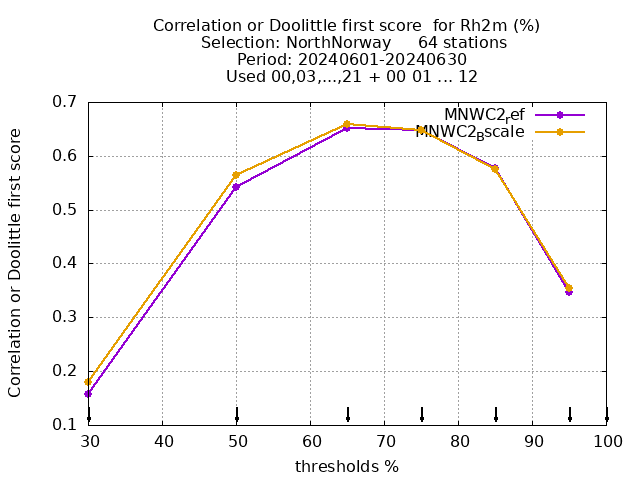 Correlation or Doolittle first score  for Rh2m (%)
Selection: NorthNorway     64 stations
Period: 20240601-20240630
Used 00,03,...,21 + 00 01 ... 12
Correlation or Doolittle first score
0.7
0.6
0.5
0.4
0.3
0.2
0.1
MNWC2ref
MNWC2Bscale
30 40 50 60 70 80 90 100
thresholds %